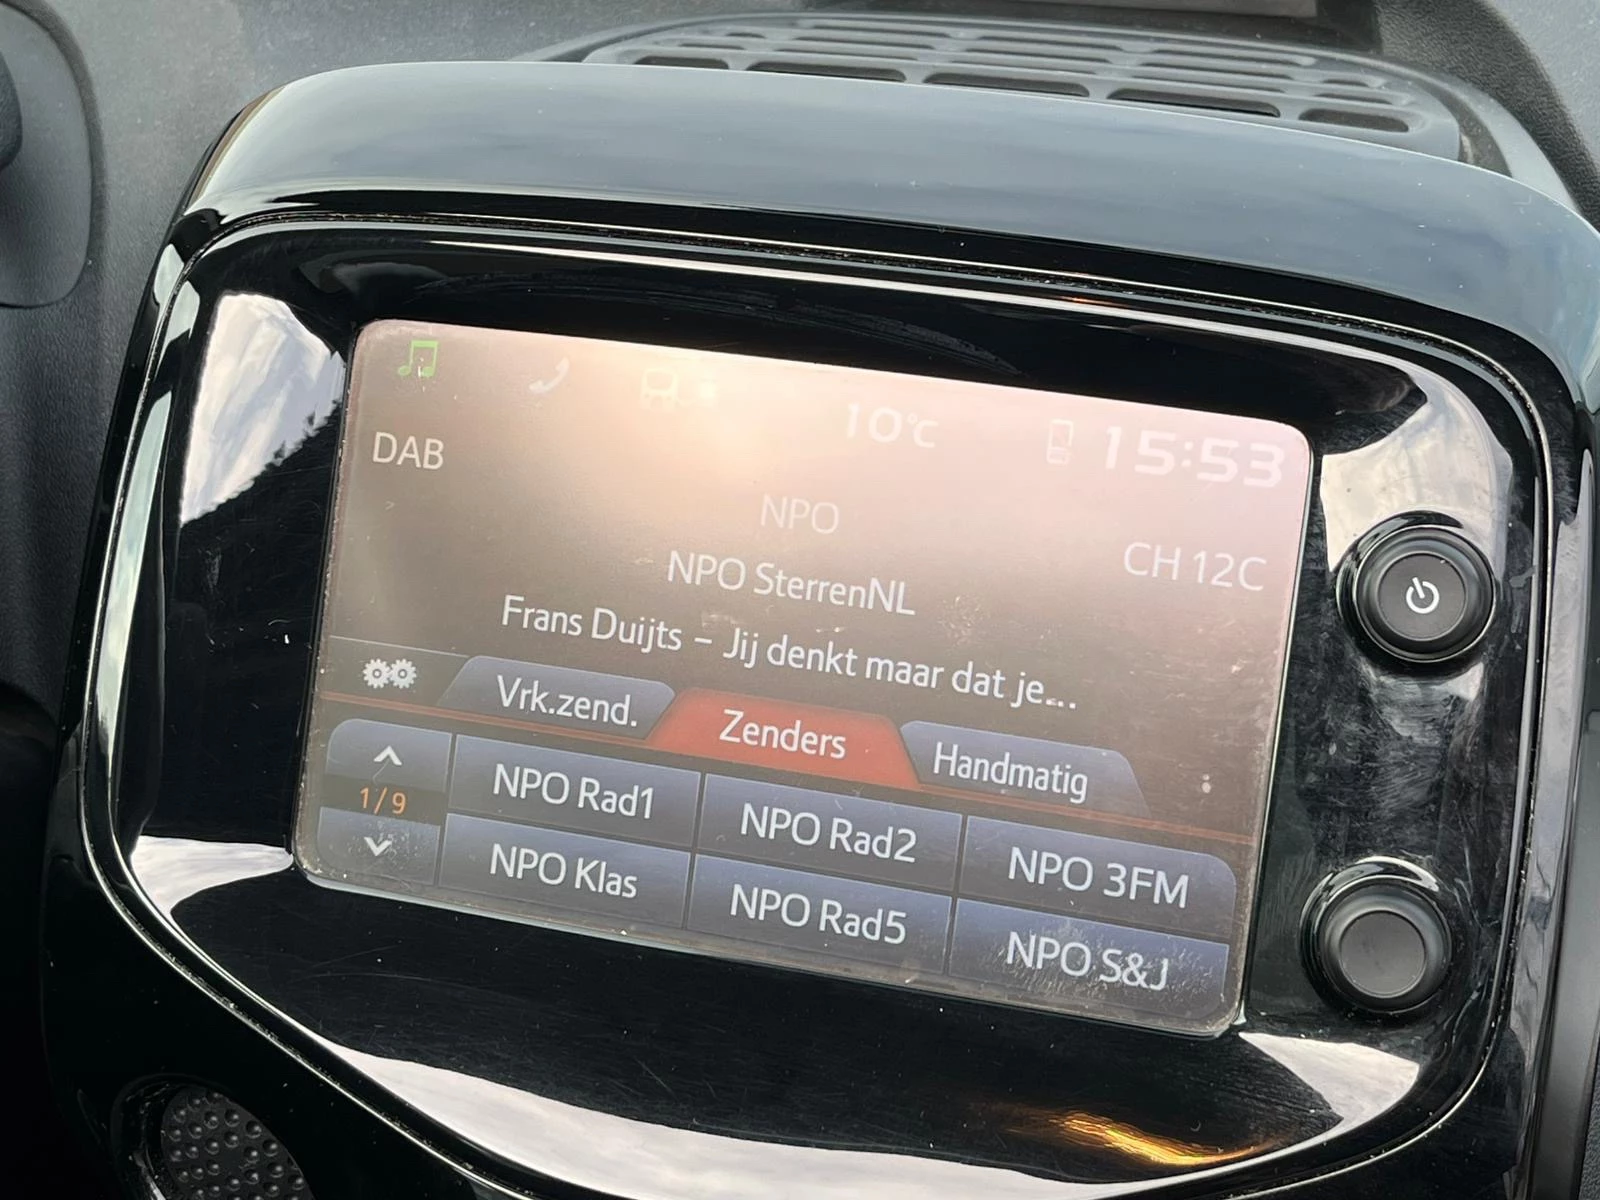 10°C
15:53
DAB
NPO
CH 12C
NPO SterrenNL
Frans Duijts – Jij denkt maar dat je...
Vrk.zend.
Zenders
Handmatig
1/9
NPO Rad1
NPO Rad2
NPO 3FM
NPO Klas
NPO Rad5
NPO S&J